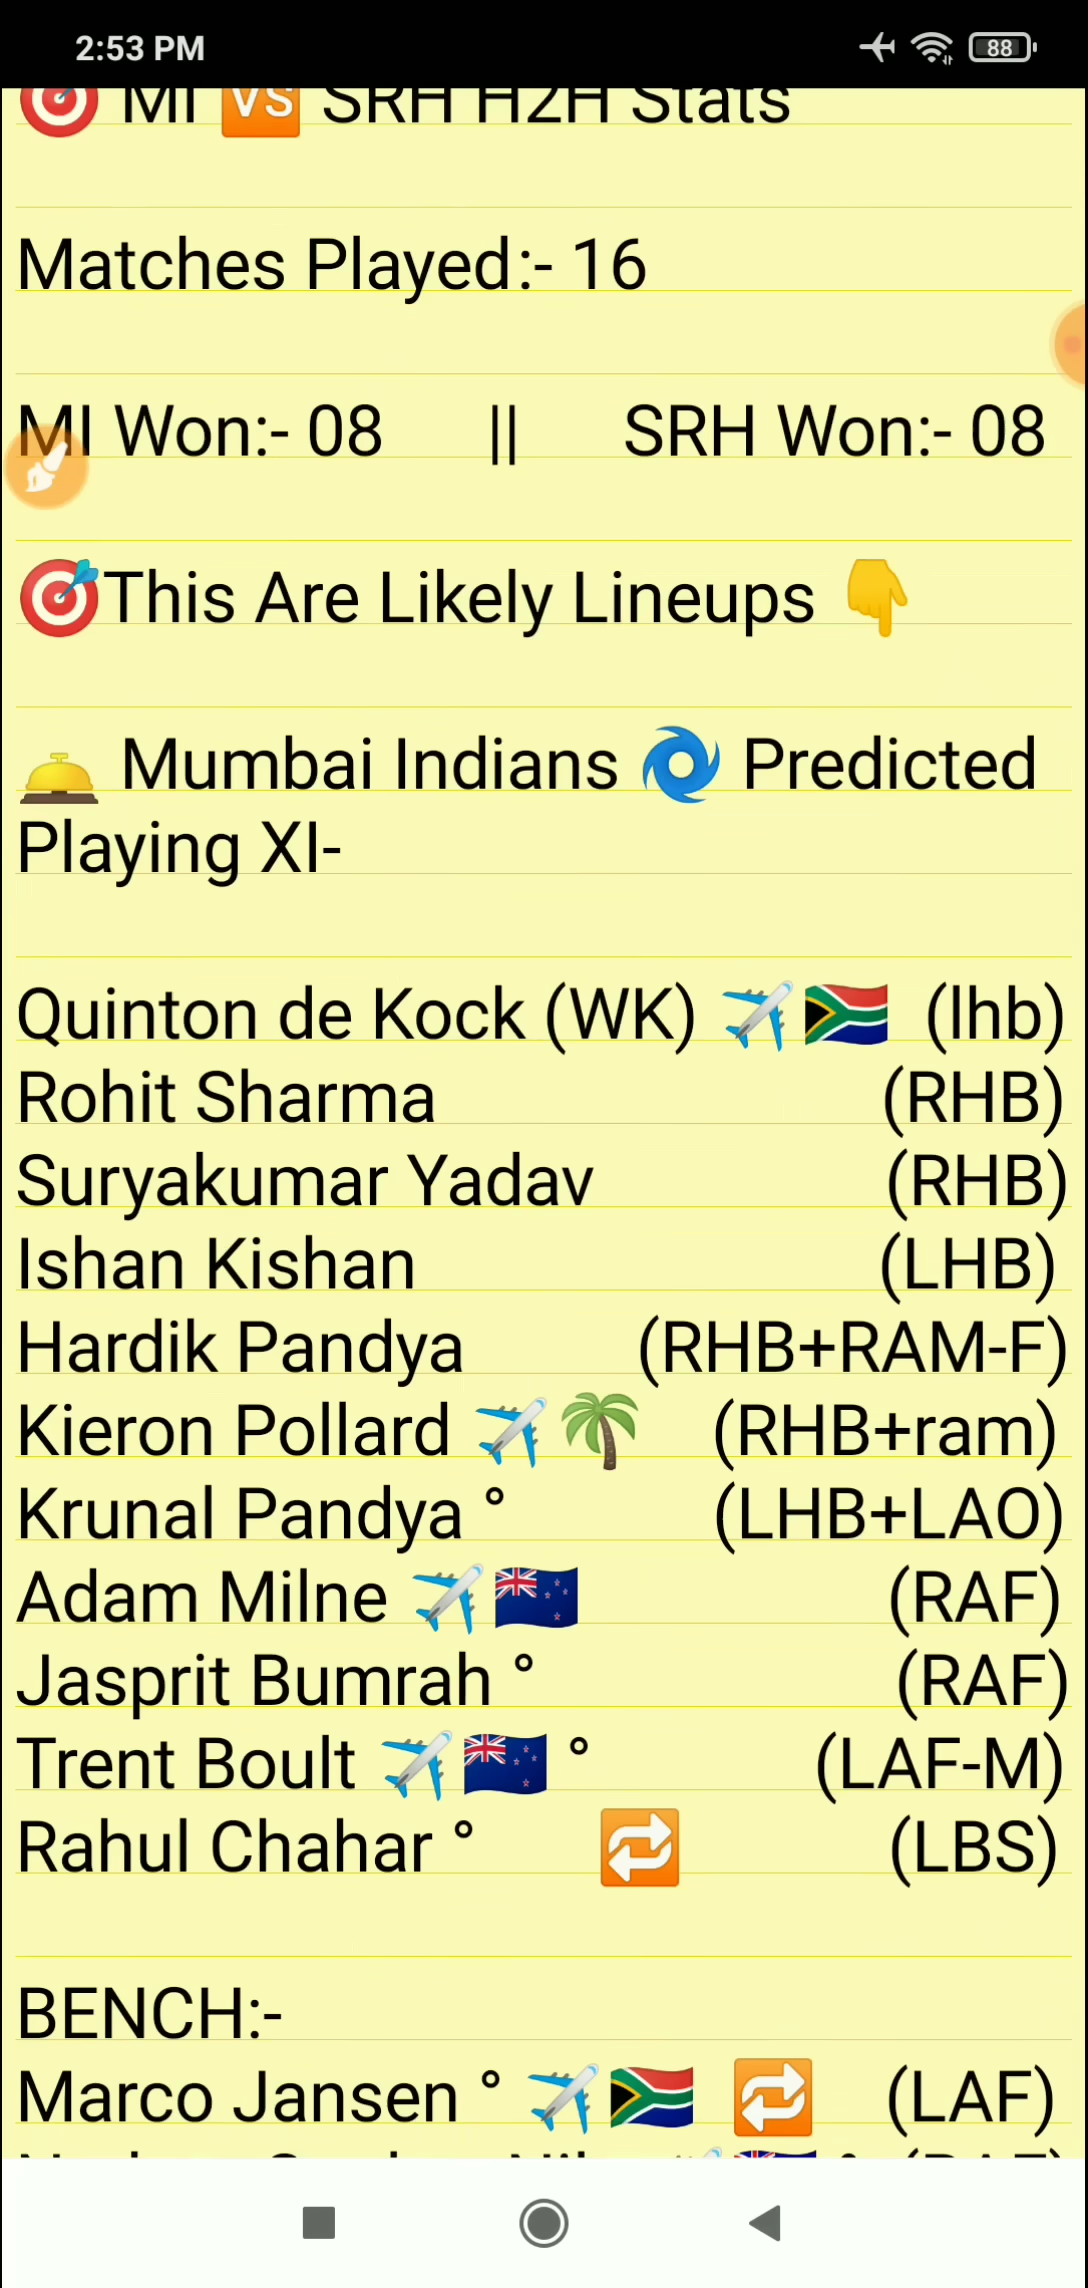 2:53 PM
88
🎯 MI 🆚 SRH H2H Stats
Matches Played:- 16
MI Won:- 08 || SRH Won:- 08
🎯This Are Likely Lineups 👇
🛎 Mumbai Indians 🌀 Predicted
Playing XI-
Quinton de Kock (WK) ✈️🇿🇦 (lhb)
Rohit Sharma (RHB)
Suryakumar Yadav (RHB)
Ishan Kishan (LHB)
Hardik Pandya (RHB+RAM-F)
Kieron Pollard ✈️🌴 (RHB+ram)
Krunal Pandya ° (LHB+LAO)
Adam Milne ✈️🇳🇿 (RAF)
Jasprit Bumrah ° (RAF)
Trent Boult ✈️🇳🇿 ° (LAF-M)
Rahul Chahar ° 🔁 (LBS)
BENCH:-
Marco Jansen ° ✈️🇿🇦 🔁 (LAF)